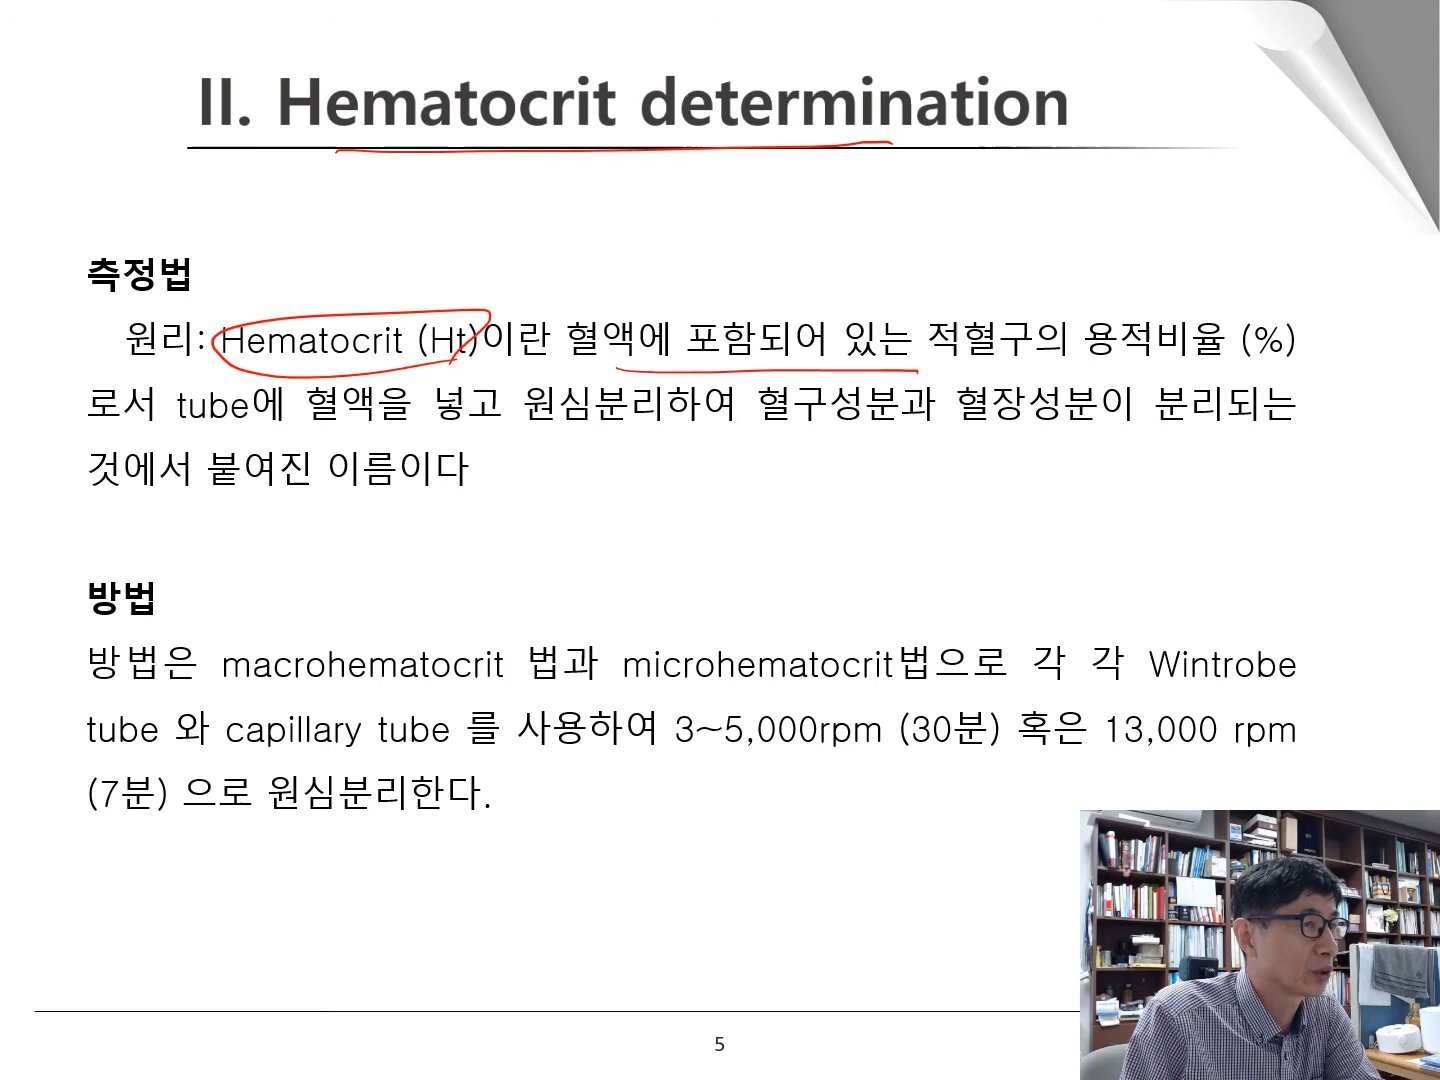 II. Hematocrit determination
측정법
원리: Hematocrit (Ht)이란 혈액에 포함되어 있는 적혈구의 용적비율 (%)
로서 tube에 혈액을 넣고 원심분리하여 혈구성분과 혈장성분이 분리되는
것에서 붙여진 이름이다
방법
방법은 macrohematocrit 법과 microhematocrit법으로 각 각 Wintrobe
tube 와 capillary tube 를 사용하여 3~5,000rpm (30분) 혹은 13,000 rpm
(7분) 으로 원심분리한다.
5